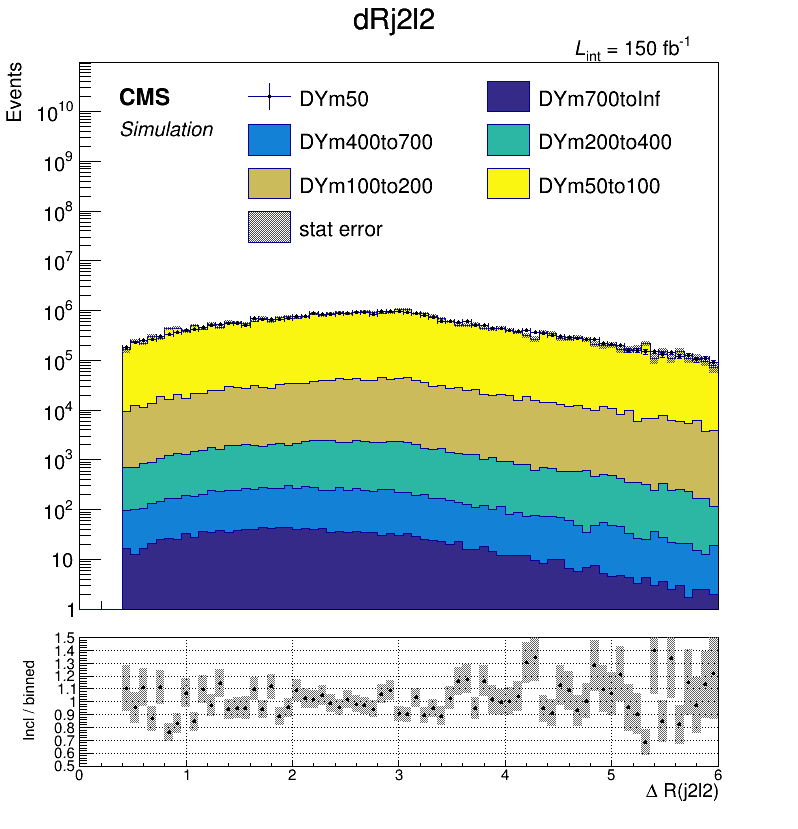 dRj2l2
L_int = 150 fb^-1
Events
CMS
Simulation
DYm50
DYm700toInf
DYm400to700
DYm200to400
DYm100to200
DYm50to100
stat error
10^10
10^9
10^8
10^7
10^6
10^5
10^4
10^3
10^2
10
1
Incl / binned
1.5
1.4
1.3
1.2
1.1
1
0.9
0.8
0.7
0.6
0.5
0 1 2 3 4 5 6
Δ R(j2l2)